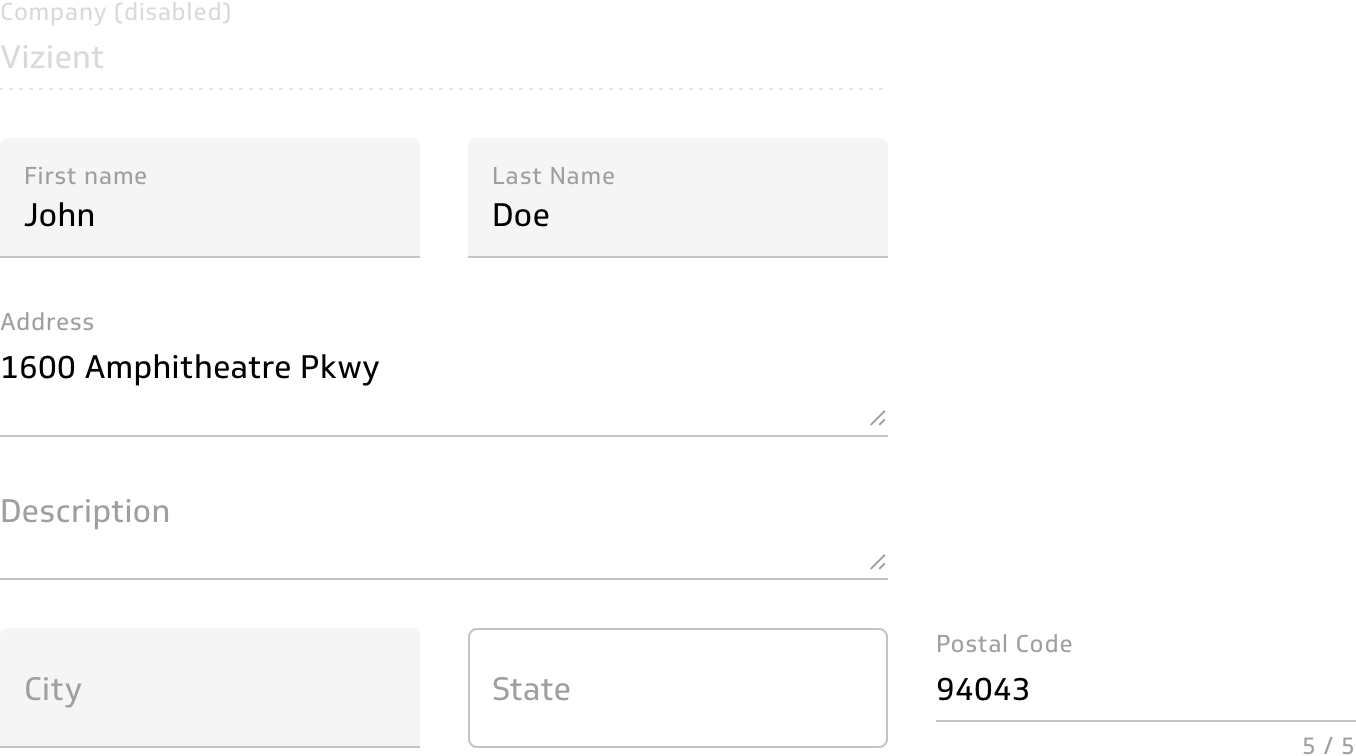 Company (disabled)
Vizient
First name
Last Name
John
Doe
Address
1600 Amphitheatre Pkwy
Description
City
State
Postal Code
94043
5 / 5